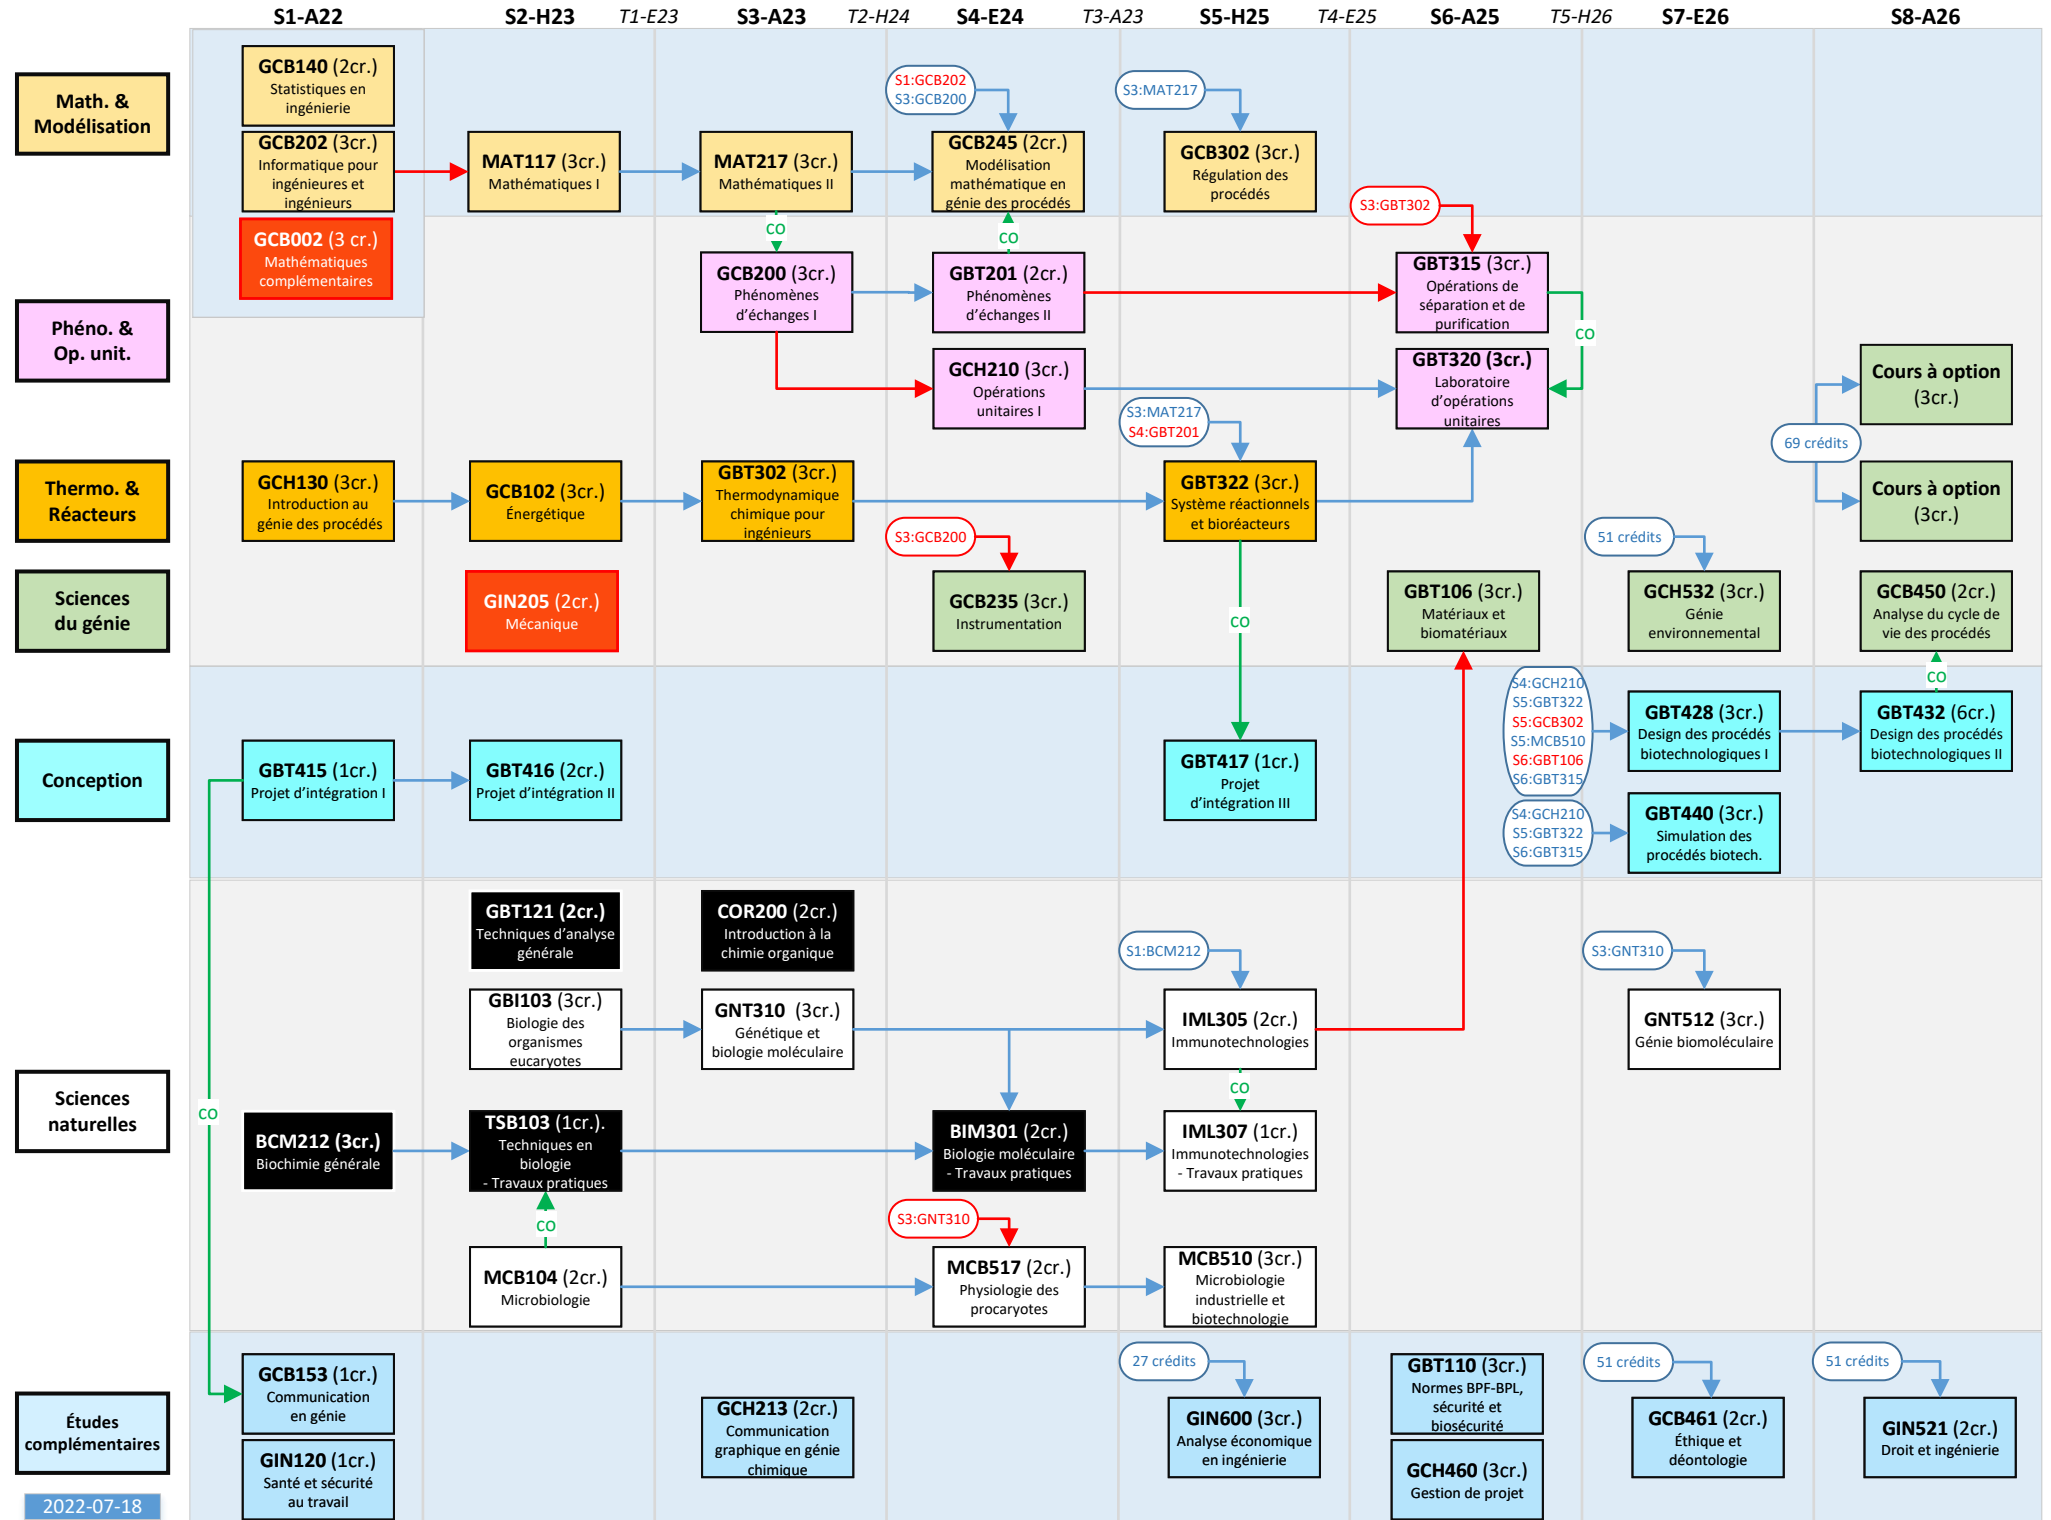 S1-A22
S2-H23
T1-E23
S3-A23
T2-H24
S4-E24
T3-A23
S5-H25
T4-E25
S6-A25
T5-H26
S7-E26
S8-A26
Math. &
Modélisation
GCB140 (2cr.)
Statistiques en
ingénierie
GCB202 (3cr.)
Informatique pour
ingénieures et
ingénieurs
MAT117 (3cr.)
Mathématiques I
MAT217 (3cr.)
Mathématiques II
S1:GCB202
S3:GCB200
GCB245 (2cr.)
Modélisation
mathématique en
génie des procédés
S3:MAT217
GCB302 (3cr.)
Régulation des
procédés
GCB002 (3 cr.)
Mathématiques
complémentaires
CO
CO
S3:GBT302
Phéno. &
Op. unit.
GCB200 (3cr.)
Phénomènes
d'échanges I
GBT201 (2cr.)
Phénomènes
d'échanges II
GBT315 (3cr.)
Opérations de
séparation et de
purification
CO
GCH210 (3cr.)
Opérations
unitaires I
GBT320 (3cr.)
Laboratoire
d'opérations
unitaires
Cours à option
(3cr.)
69 crédits
Cours à option
(3cr.)
Thermo. &
Réacteurs
GCH130 (3cr.)
Introduction au
génie des procédés
GCB102 (3cr.)
Énergétique
GBT302 (3cr.)
Thermodynamique
chimique pour
ingénieurs
S3:MAT217
S4:GBT201
GBT322 (3cr.)
Système réactionnels
et bioréacteurs
S3:GCB200
51 crédits
Sciences
du génie
GIN205 (2cr.)
Mécanique
GCB235 (3cr.)
Instrumentation
CO
GBT106 (3cr.)
Matériaux et
biomatériaux
GCH532 (3cr.)
Génie
environnemental
GCB450 (2cr.)
Analyse du cycle de
vie des procédés
CO
Conception
GBT415 (1cr.)
Projet d'intégration I
GBT416 (2cr.)
Projet d'intégration II
GBT417 (1cr.)
Projet
d'intégration III
S4:GCH210
S5:GBT322
S5:GCB302
S5:MCB510
S6:GBT106
S6:GBT315
GBT428 (3cr.)
Design des procédés
biotechnologiques I
GBT432 (6cr.)
Design des procédés
biotechnologiques II
S4:GCH210
S5:GBT322
S6:GBT315
GBT440 (3cr.)
Simulation des
procédés biotech.
Sciences
naturelles
GBT121 (2cr.)
Techniques d'analyse
générale
COR200 (2cr.)
Introduction à la
chimie organique
S1:BCM212
S3:GNT310
GBI103 (3cr.)
Biologie des
organismes
eucaryotes
GNT310 (3cr.)
Génétique et
biologie moléculaire
IML305 (2cr.)
Immunotechnologies
GNT512 (3cr.)
Génie biomoléculaire
CO
CO
BCM212 (3cr.)
Biochimie générale
TSB103 (1cr.).
Techniques en
biologie
- Travaux pratiques
BIM301 (2cr.)
Biologie moléculaire
- Travaux pratiques
IML307 (1cr.)
Immunotechnologies
- Travaux pratiques
CO
S3:GNT310
MCB104 (2cr.)
Microbiologie
MCB517 (2cr.)
Physiologie des
procaryotes
MCB510 (3cr.)
Microbiologie
industrielle et
biotechnologie
Études
complémentaires
GCB153 (1cr.)
Communication
en génie
GIN120 (1cr.)
Santé et sécurité
au travail
GCH213 (2cr.)
Communication
graphique en génie
chimique
27 crédits
GIN600 (3cr.)
Analyse économique
en ingénierie
GBT110 (3cr.)
Normes BPF-BPL,
sécurité et
biosécurité
GCH460 (3cr.)
Gestion de projet
51 crédits
GCB461 (2cr.)
Éthique et
déontologie
51 crédits
GIN521 (2cr.)
Droit et ingénierie
2022-07-18